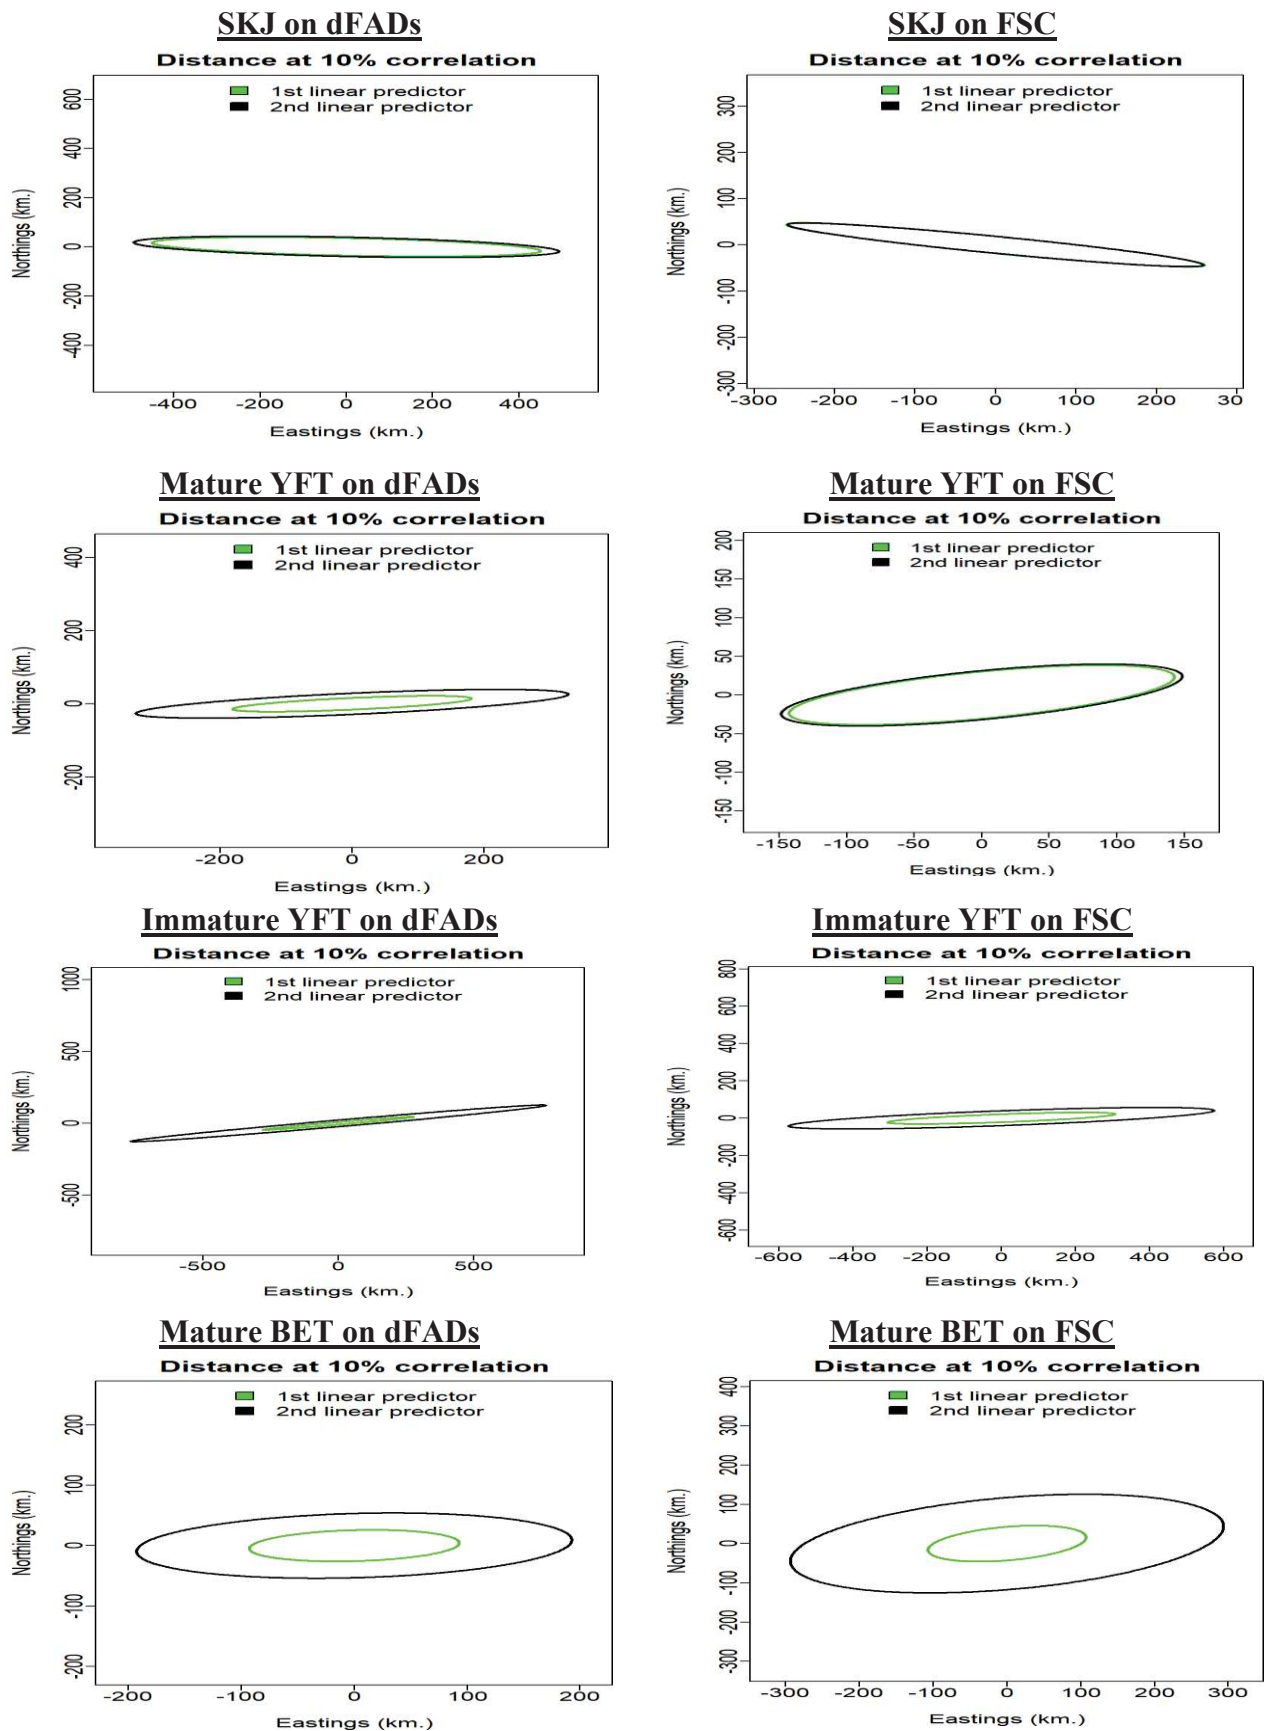 SKJ on dFADs
Distance at 10% correlation
1st linear predictor
2nd linear predictor
600
400
200
0
-200
-400
Northings (km.)
-400 -200 0 200 400
Eastings (km.)
SKJ on FSC
Distance at 10% correlation
1st linear predictor
2nd linear predictor
300
200
100
0
-100
-200
-300
Northings (km.)
-300 -200 -100 0 100 200 30
Eastings (km.)
Mature YFT on dFADs
Distance at 10% correlation
1st linear predictor
2nd linear predictor
400
200
0
-200
Northings (km.)
-200 0 200
Eastings (km.)
Mature YFT on FSC
Distance at 10% correlation
1st linear predictor
2nd linear predictor
200
150
100
50
0
-50
-100
-150
Northings (km.)
-150 -100 -50 0 50 100 150
Eastings (km.)
Immature YFT on dFADs
Distance at 10% correlation
1st linear predictor
2nd linear predictor
1000
500
0
-500
Northings (km.)
-500 0 500
Eastings (km.)
Immature YFT on FSC
Distance at 10% correlation
1st linear predictor
2nd linear predictor
800
600
400
200
0
-200
-400
-600
Northings (km.)
-600 -400 -200 0 200 400 600
Eastings (km.)
Mature BET on dFADs
Distance at 10% correlation
1st linear predictor
2nd linear predictor
200
100
0
-100
-200
Northings (km.)
-200 -100 0 100 200
Eastings (km.)
Mature BET on FSC
Distance at 10% correlation
1st linear predictor
2nd linear predictor
400
300
200
100
0
-100
-200
-300
Northings (km.)
-300 -200 -100 0 100 200 300
Eastings (km.)